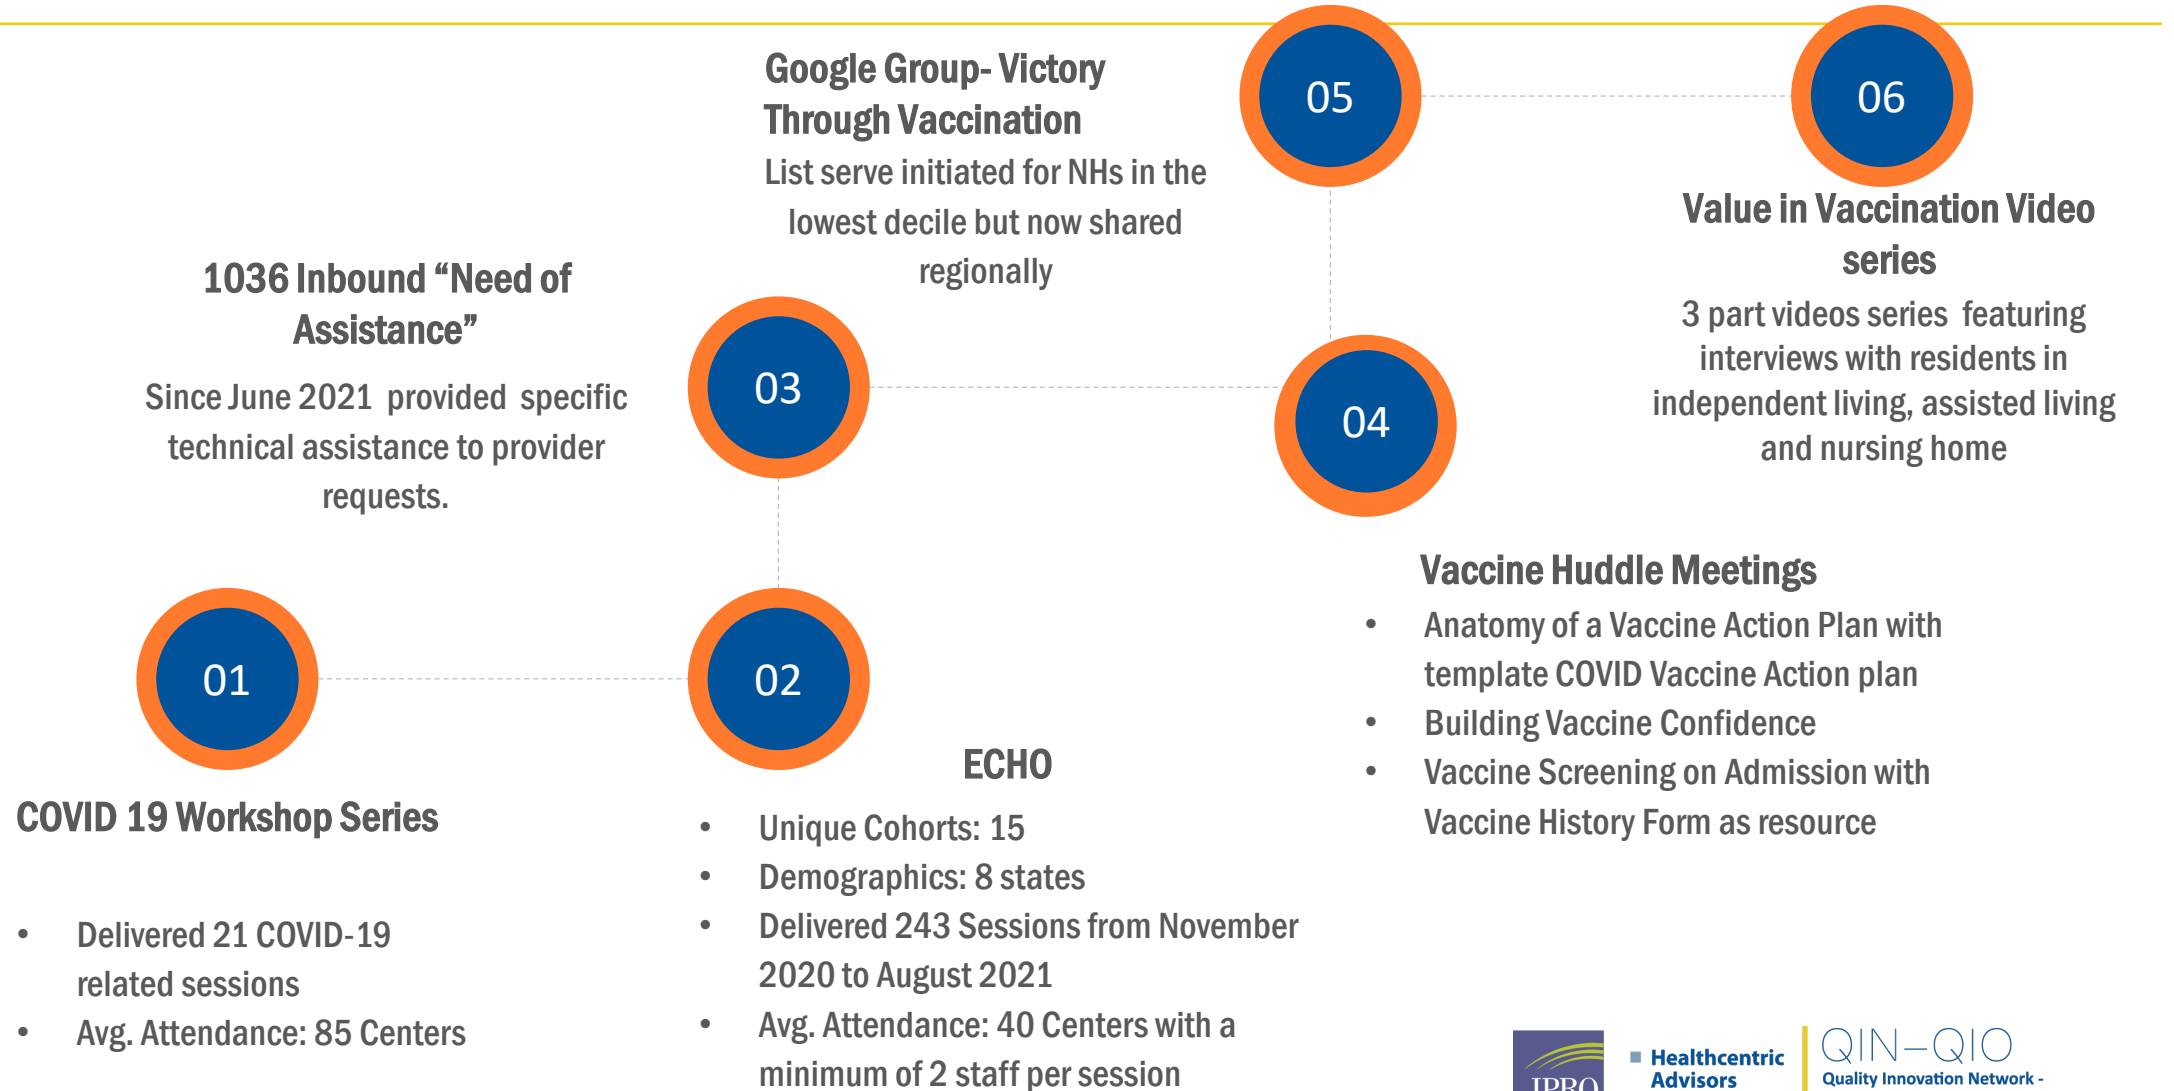 01
COVID 19 Workshop Series
• Delivered 21 COVID-19
related sessions
• Avg. Attendance: 85 Centers
02
ECHO
• Unique Cohorts: 15
• Demographics: 8 states
• Delivered 243 Sessions from November
2020 to August 2021
• Avg. Attendance: 40 Centers with a
minimum of 2 staff per session
1036 Inbound “Need of
Assistance”
Since June 2021 provided specific
technical assistance to provider
requests.
03
04
Vaccine Huddle Meetings
• Anatomy of a Vaccine Action Plan with
template COVID Vaccine Action plan
• Building Vaccine Confidence
• Vaccine Screening on Admission with
Vaccine History Form as resource
Google Group- Victory
Through Vaccination
List serve initiated for NHs in the
lowest decile but now shared
regionally
05
06
Value in Vaccination Video
series
3 part videos series featuring
interviews with residents in
independent living, assisted living
and nursing home
IPRO
Healthcentric
Advisors
QIN–QIO
Quality Innovation Network -